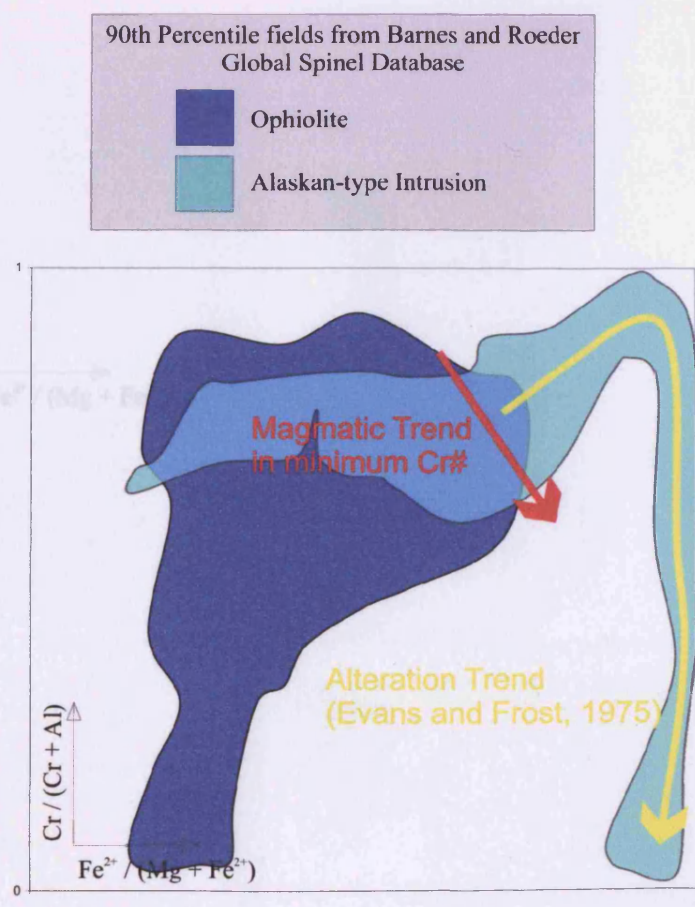 90th Percentile fields from Barnes and Roeder
Global Spinel Database
Ophiolite
Alaskan-type Intrusion
1
Magmatic Trend
in minimum Cr#
Alteration Trend
(Evans and Frost, 1975)
Cr / (Cr + Al)
Fe²⁺ / (Mg + Fe²⁺)
0